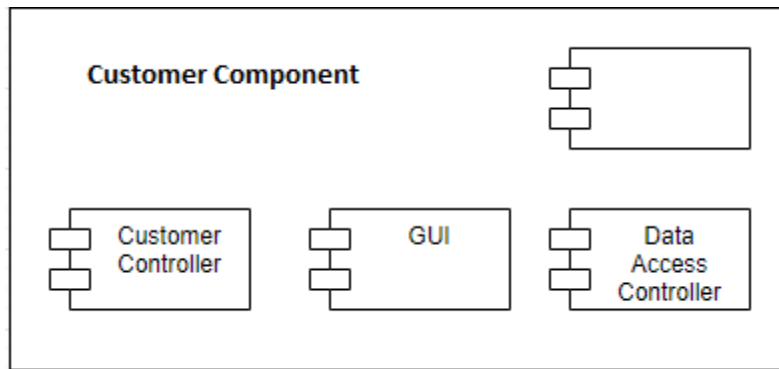 Customer Component
Customer
Controller
GUI
Data
Access
Controller